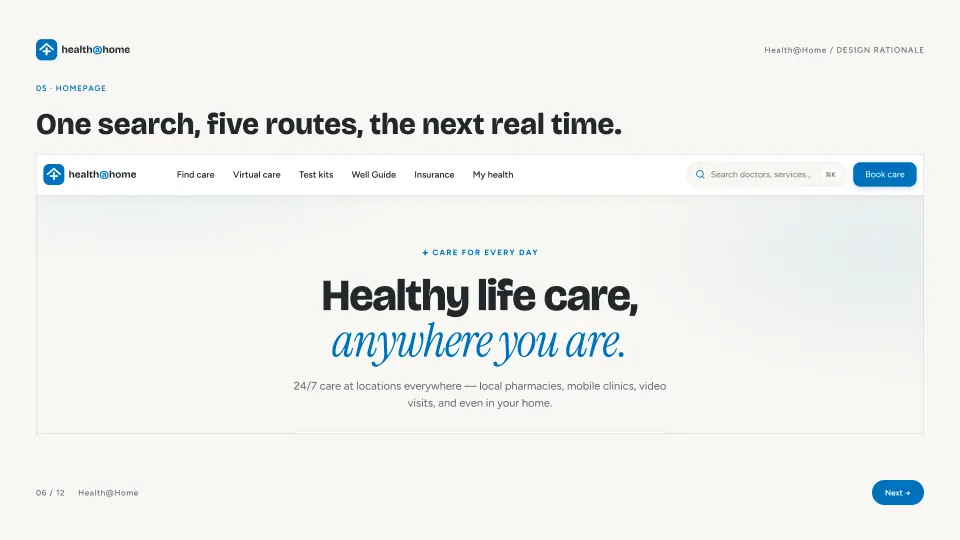 health@home
Health@Home / DESIGN RATIONALE
05 · HOMEPAGE
One search, five routes, the next real time.
health@home
Find care
Virtual care
Test kits
Well Guide
Insurance
My health
Search doctors, services...
⌘K
Book care
+ CARE FOR EVERY DAY
Healthy life care,
anywhere you are.
24/7 care at locations everywhere — local pharmacies, mobile clinics, video
visits, and even in your home.
06 / 12
Health@Home
Next →